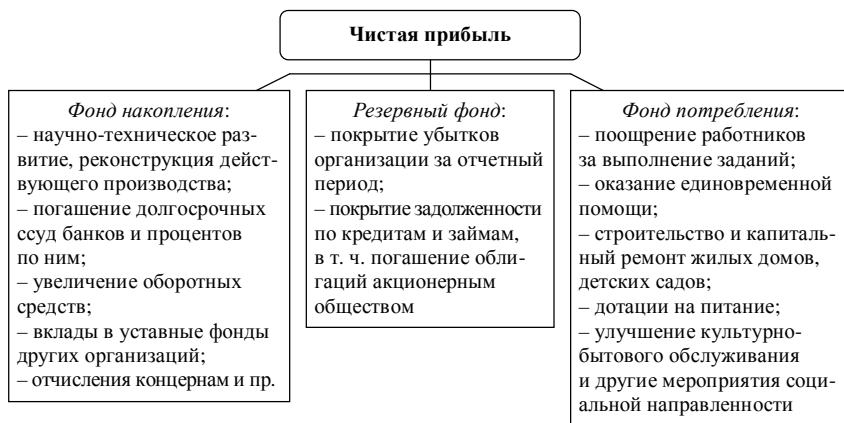 Чистая прибыль
Фонд накопления:
– научно-техническое раз-
витие, реконструкция дейст-
вующего производства;
– погашение долгосрочных
ссуд банков и процентов
по ним;
– увеличение оборотных
средств;
– вклады в уставные фонды
других организаций;
– отчисления концернам и пр.
Резервный фонд:
– покрытие убытков
организации за отчетный
период;
– покрытие задолженности
по кредитам и займам,
в т. ч. погашение обли-
гаций акционерным
обществом
Фонд потребления:
– поощрение работников
за выполнение заданий;
– оказание единовременной
помощи;
– строительство и капиталь-
ный ремонт жилых домов,
детских садов;
– дотации на питание;
– улучшение культурно-
бытового обслуживания
и другие мероприятия соци-
альной направленности